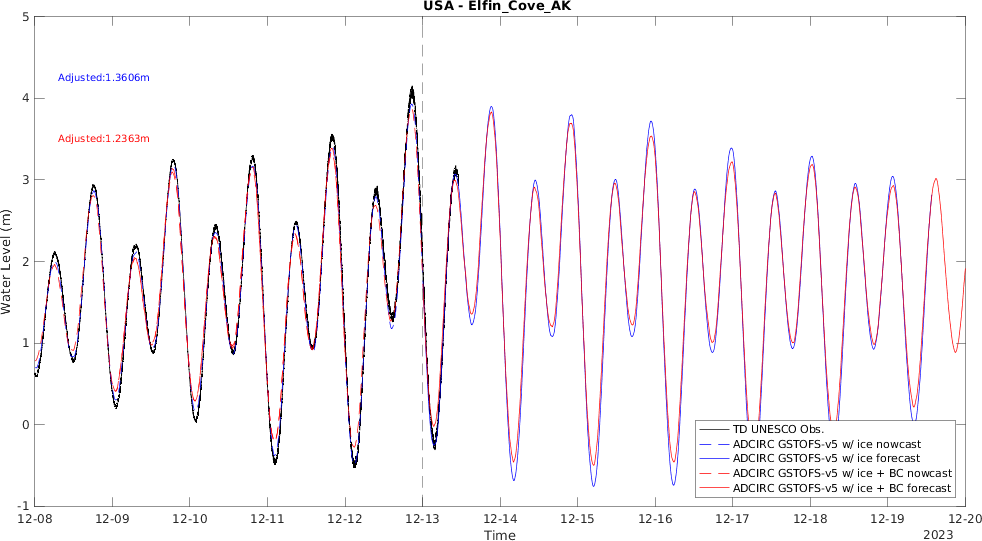 USA - Elfin_Cove_AK
5
4
3
2
1
0
-1
Water Level (m)
Adjusted:1.3606m
Adjusted:1.2363m
TD UNESCO Obs.
ADCIRC GSTOFS-v5 w/ ice nowcast
ADCIRC GSTOFS-v5 w/ ice forecast
ADCIRC GSTOFS-v5 w/ ice + BC nowcast
ADCIRC GSTOFS-v5 w/ ice + BC forecast
12-08 12-09 12-10 12-11 12-12 12-13 12-14 12-15 12-16 12-17 12-18 12-19 12-20
Time
2023